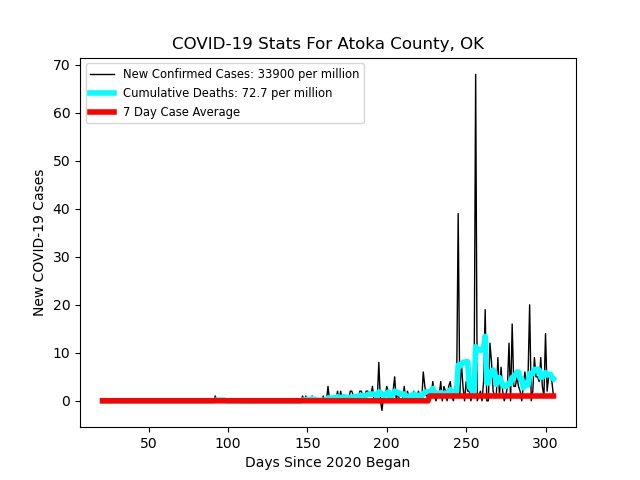 COVID-19 Stats For Atoka County, OK
New Confirmed Cases: 33900 per million
Cumulative Deaths: 72.7 per million
7 Day Case Average
70
60
50
40
30
20
10
0
New COVID-19 Cases
50 100 150 200 250 300
Days Since 2020 Began